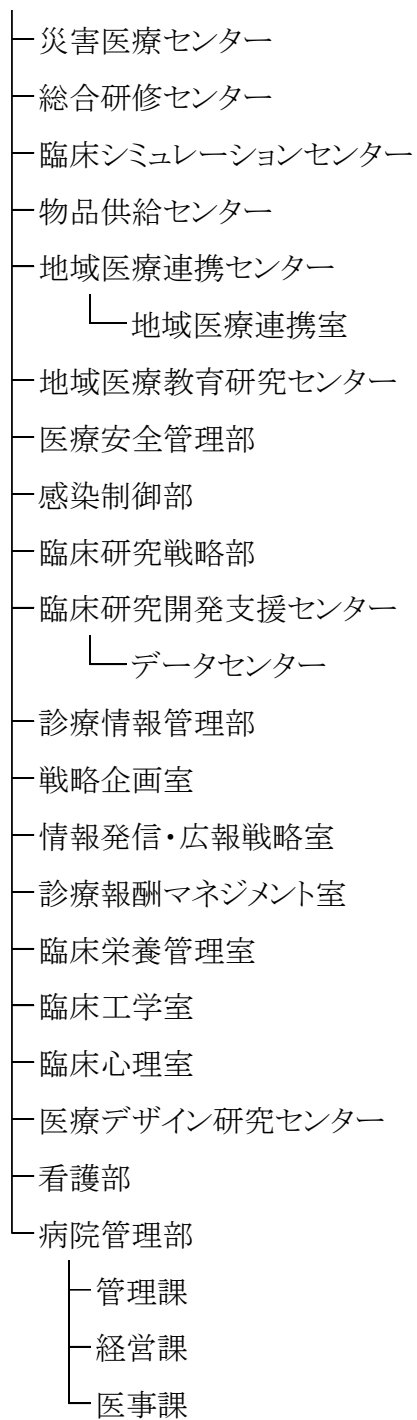 災害医療センター
総合研修センター
臨床シミュレーションセンター
物品供給センター
地域医療連携センター
地域医療連携室
地域医療教育研究センター
医療安全管理部
感染制御部
臨床研究戦略部
臨床研究開発支援センター
データセンター
診療情報管理部
戦略企画室
情報発信・広報戦略室
診療報酬マネジメント室
臨床栄養管理室
臨床工学室
臨床心理室
医療デザイン研究センター
看護部
病院管理部
管理課
経営課
医事課